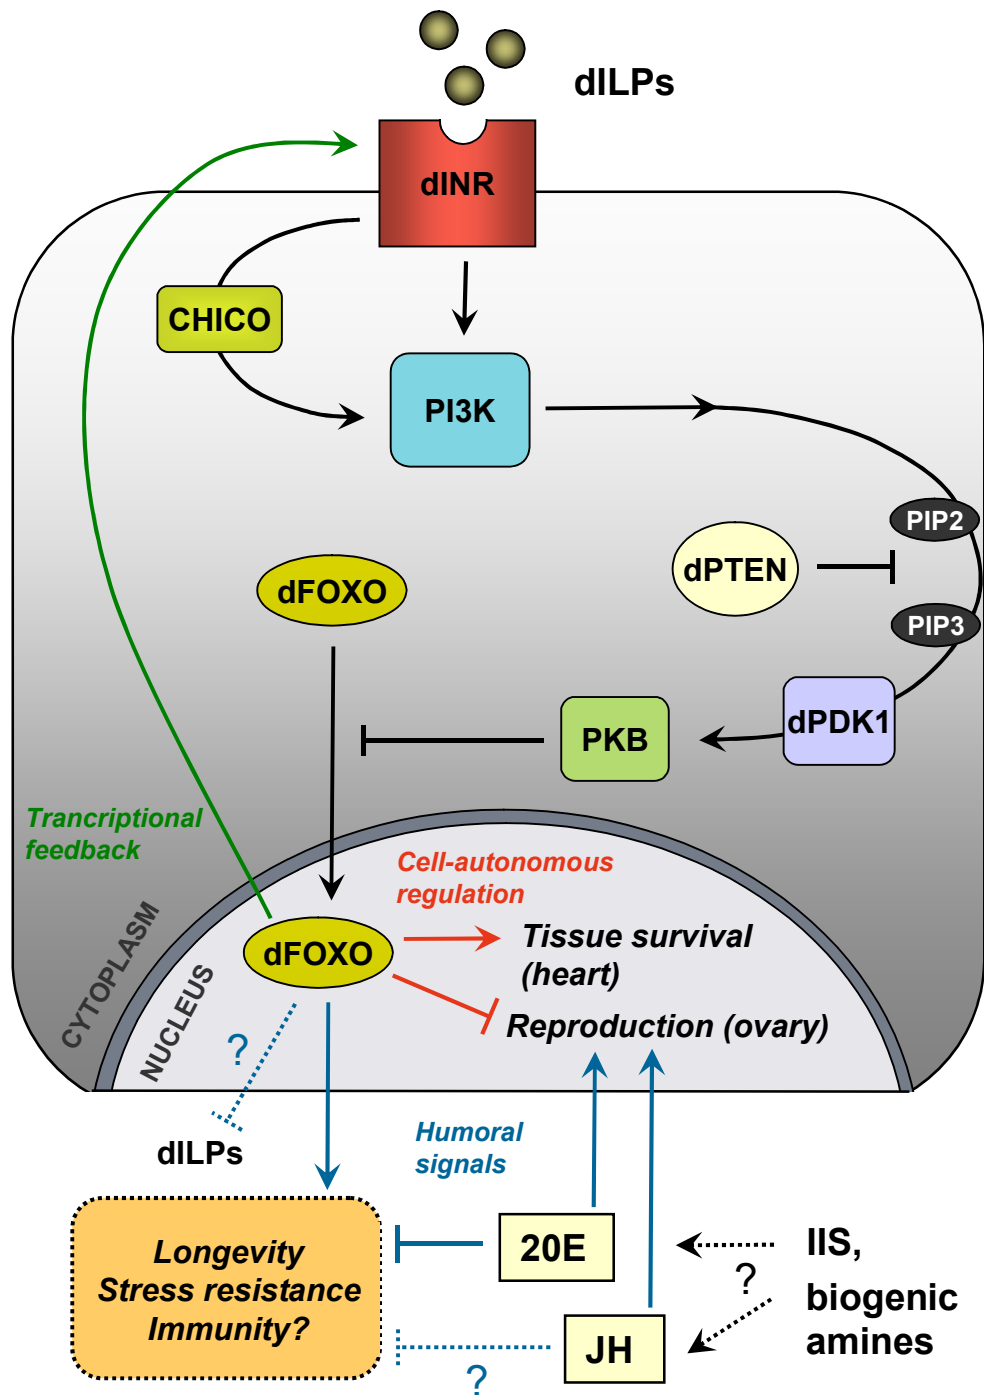 dILPs
dINR
CHICO
PI3K
PIP2
dPTEN
dFOXO
PIP3
dPDK1
PKB
Trancriptional
feedback
Cell-autonomous
regulation
CYTOPLASM
NUCLEUS
dFOXO
Tissue survival
(heart)
Reproduction (ovary)
?
dILPs
Humoral
signals
Longevity
Stress resistance
Immunity?
20E
IIS,
?
biogenic
amines
JH
?